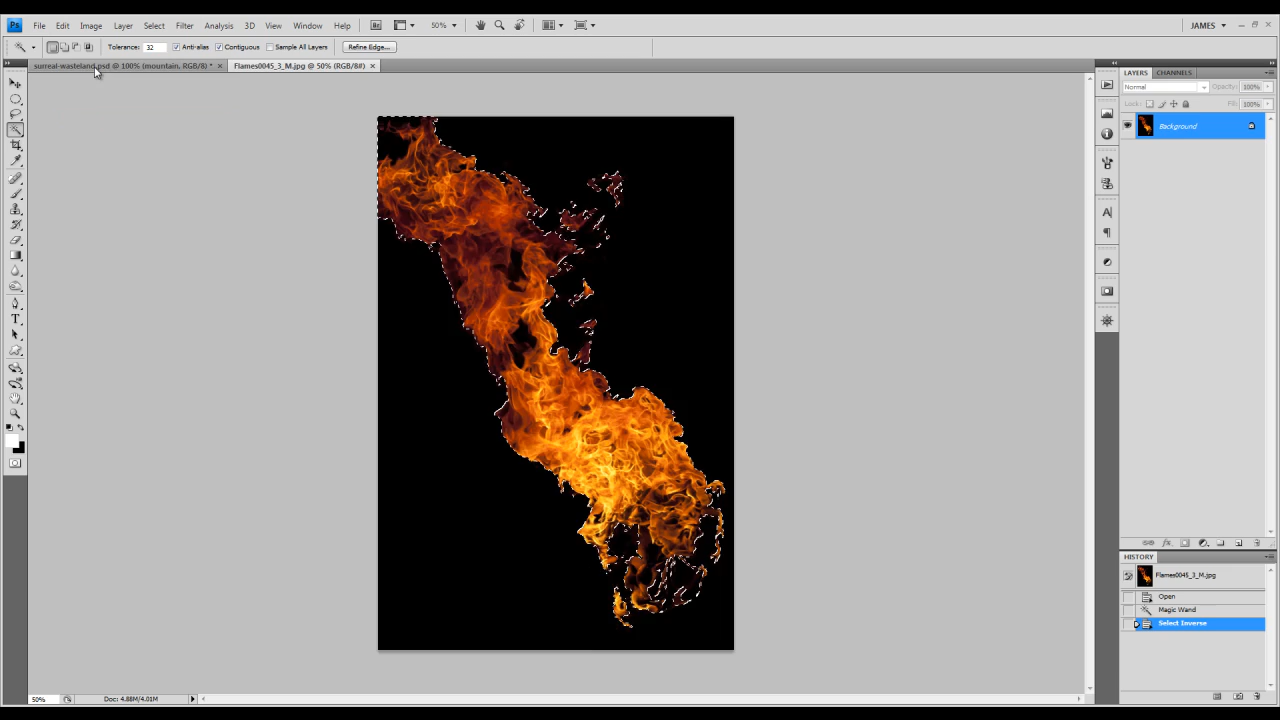 Ps File Edit Image Layer Select Filter Analysis 3D View Window Help 50% JAMES
Tolerance: 32 Anti-alias Contiguous Sample All Layers Refine Edge...
surreal-wasteland.psd @ 100% (mountain, RGB/8) * Flames0045_3_M.jpg @ 50% (RGB/8#)
LAYERS CHANNELS
Normal Opacity: 100%
Lock: Fill: 100%
Background
HISTORY
Flames0045_3_M.jpg
Open
Magic Wand
Select Inverse
50% Doc: 4.88M/4.01M